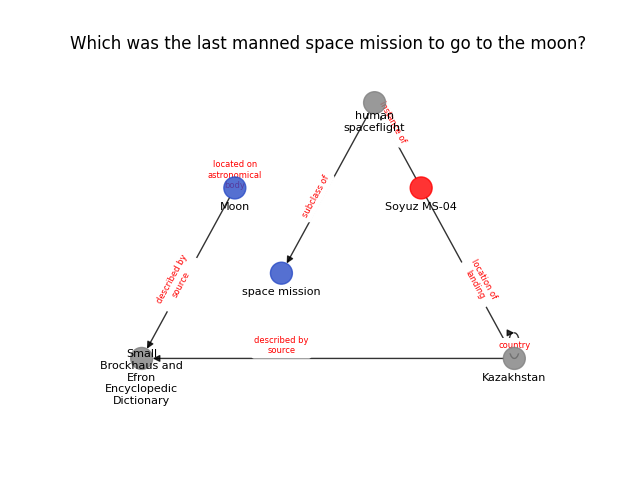 Which was the last manned space mission to go to the moon?
human
spaceflight
instance of
located on
astronomical
body
Moon
subclass of
Soyuz MS-04
described by
source
space mission
location of
landing
described by
source
country
Small
Brockhaus and
Efron
Encyclopedic
Dictionary
Kazakhstan